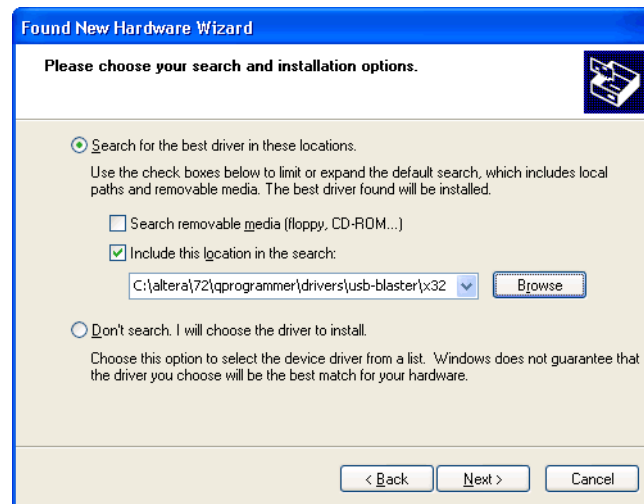 Found New Hardware Wizard
Please choose your search and installation options.
Search for the best driver in these locations.
Use the check boxes below to limit or expand the default search, which includes local
paths and removable media. The best driver found will be installed.
Search removable media (floppy, CD-ROM...)
Include this location in the search:
C:\altera\72\qprogrammer\drivers\usb-blaster\x32
Browse
Don't search. I will choose the driver to install.
Choose this option to select the device driver from a list. Windows does not guarantee that
the driver you choose will be the best match for your hardware.
< Back
Next >
Cancel